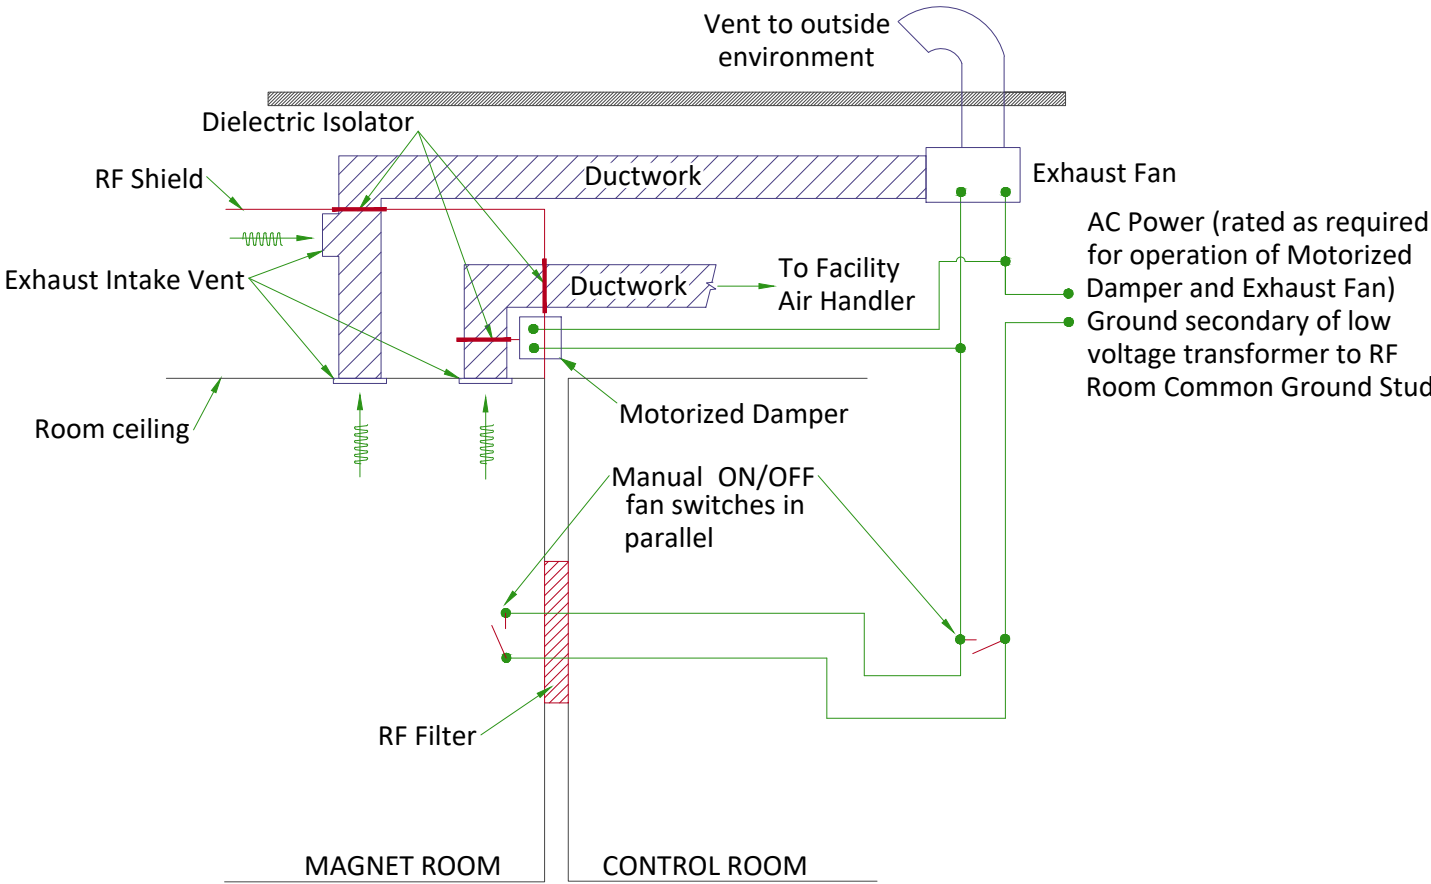 Vent to outside
environment
Dielectric Isolator
RF Shield
Ductwork
Exhaust Fan
AC Power (rated as required
for operation of Motorized
Damper and Exhaust Fan)
Ground secondary of low
voltage transformer to RF
Room Common Ground Stud
Exhaust Intake Vent
Ductwork
To Facility
Air Handler
Room ceiling
Motorized Damper
Manual ON/OFF
fan switches in
parallel
RF Filter
MAGNET ROOM
CONTROL ROOM